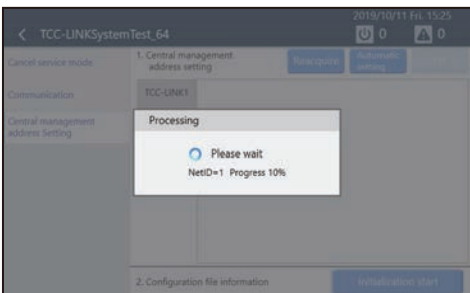 2019/10/11 Fri. 15:25
< TCC-LINKSystemTest_64
0
0
Cancel service mode
1. Central management
address setting
Reacquire
Automatic
setting
Communication
TCC-LINK1
Central management
address Setting
Processing
Please wait
NetID=1 Progress 10%
2. Configuration file information
Initialization start